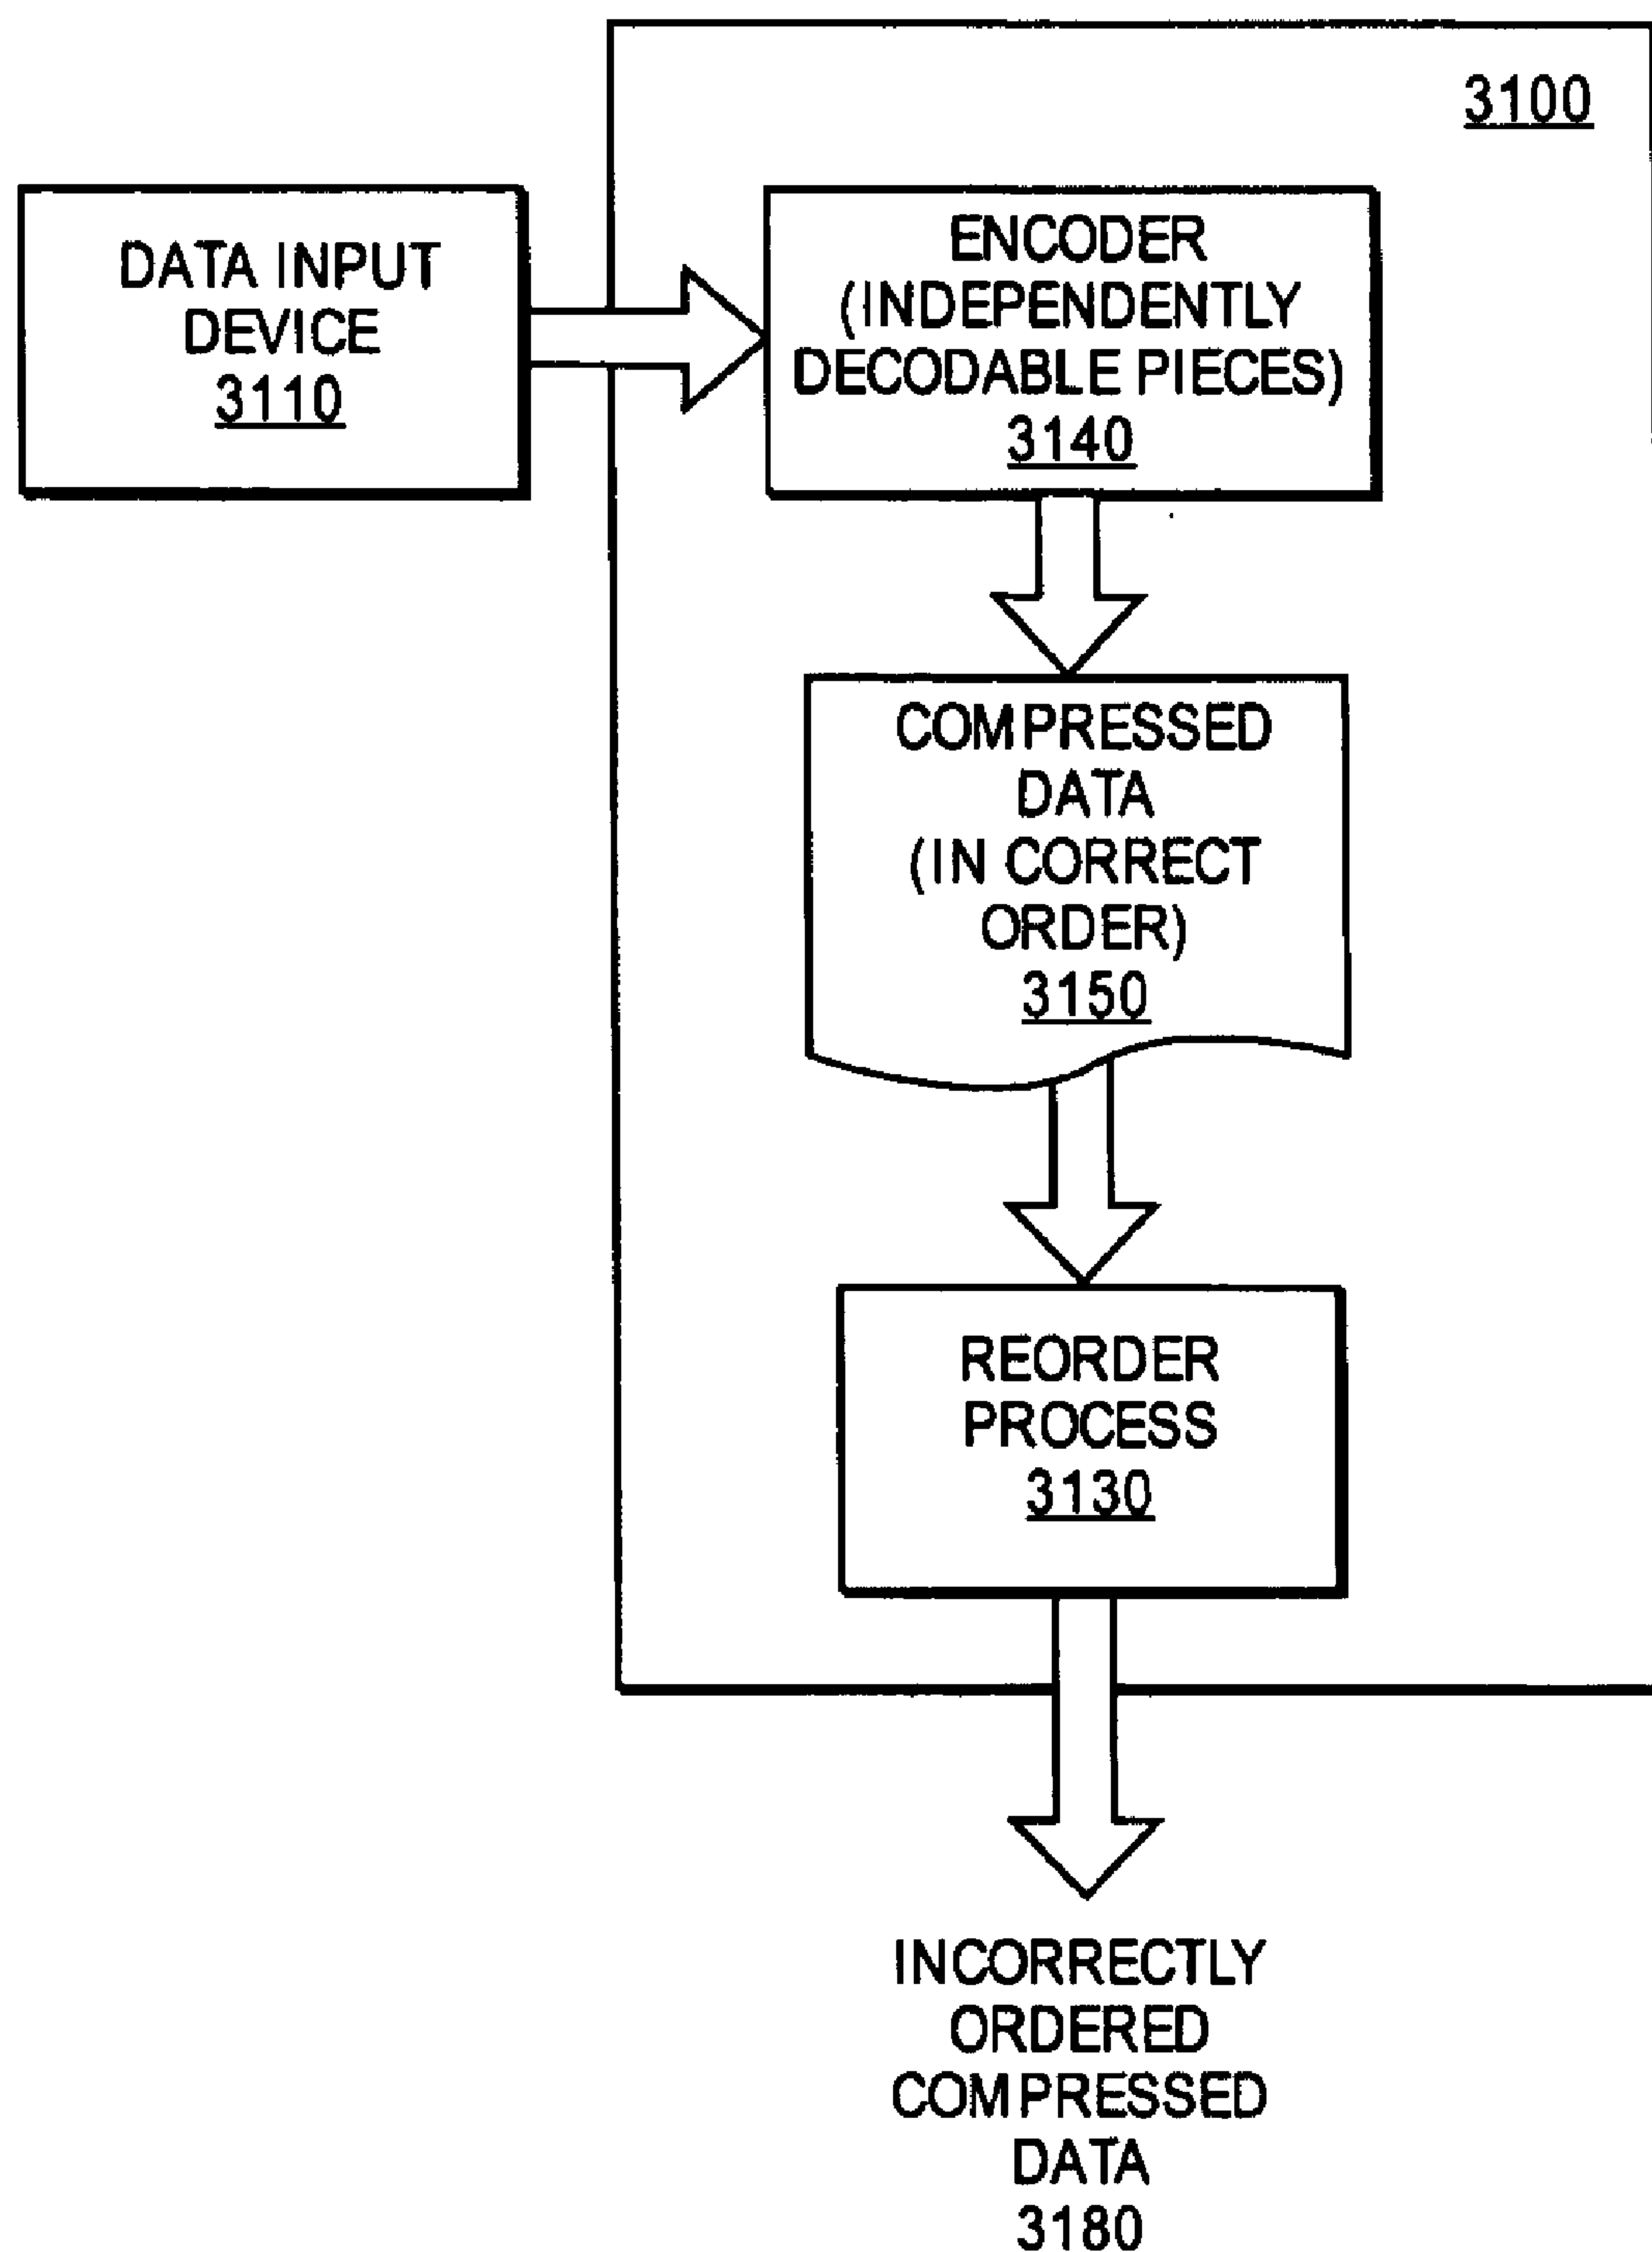 3100
DATA INPUT
DEVICE
3110
ENCODER
(INDEPENDENTLY
DECODABLE PIECES)
3140
COMPRESSED
DATA
(IN CORRECT
ORDER)
3150
REORDER
PROCESS
3130
INCORRECTLY
ORDERED
COMPRESSED
DATA
3180